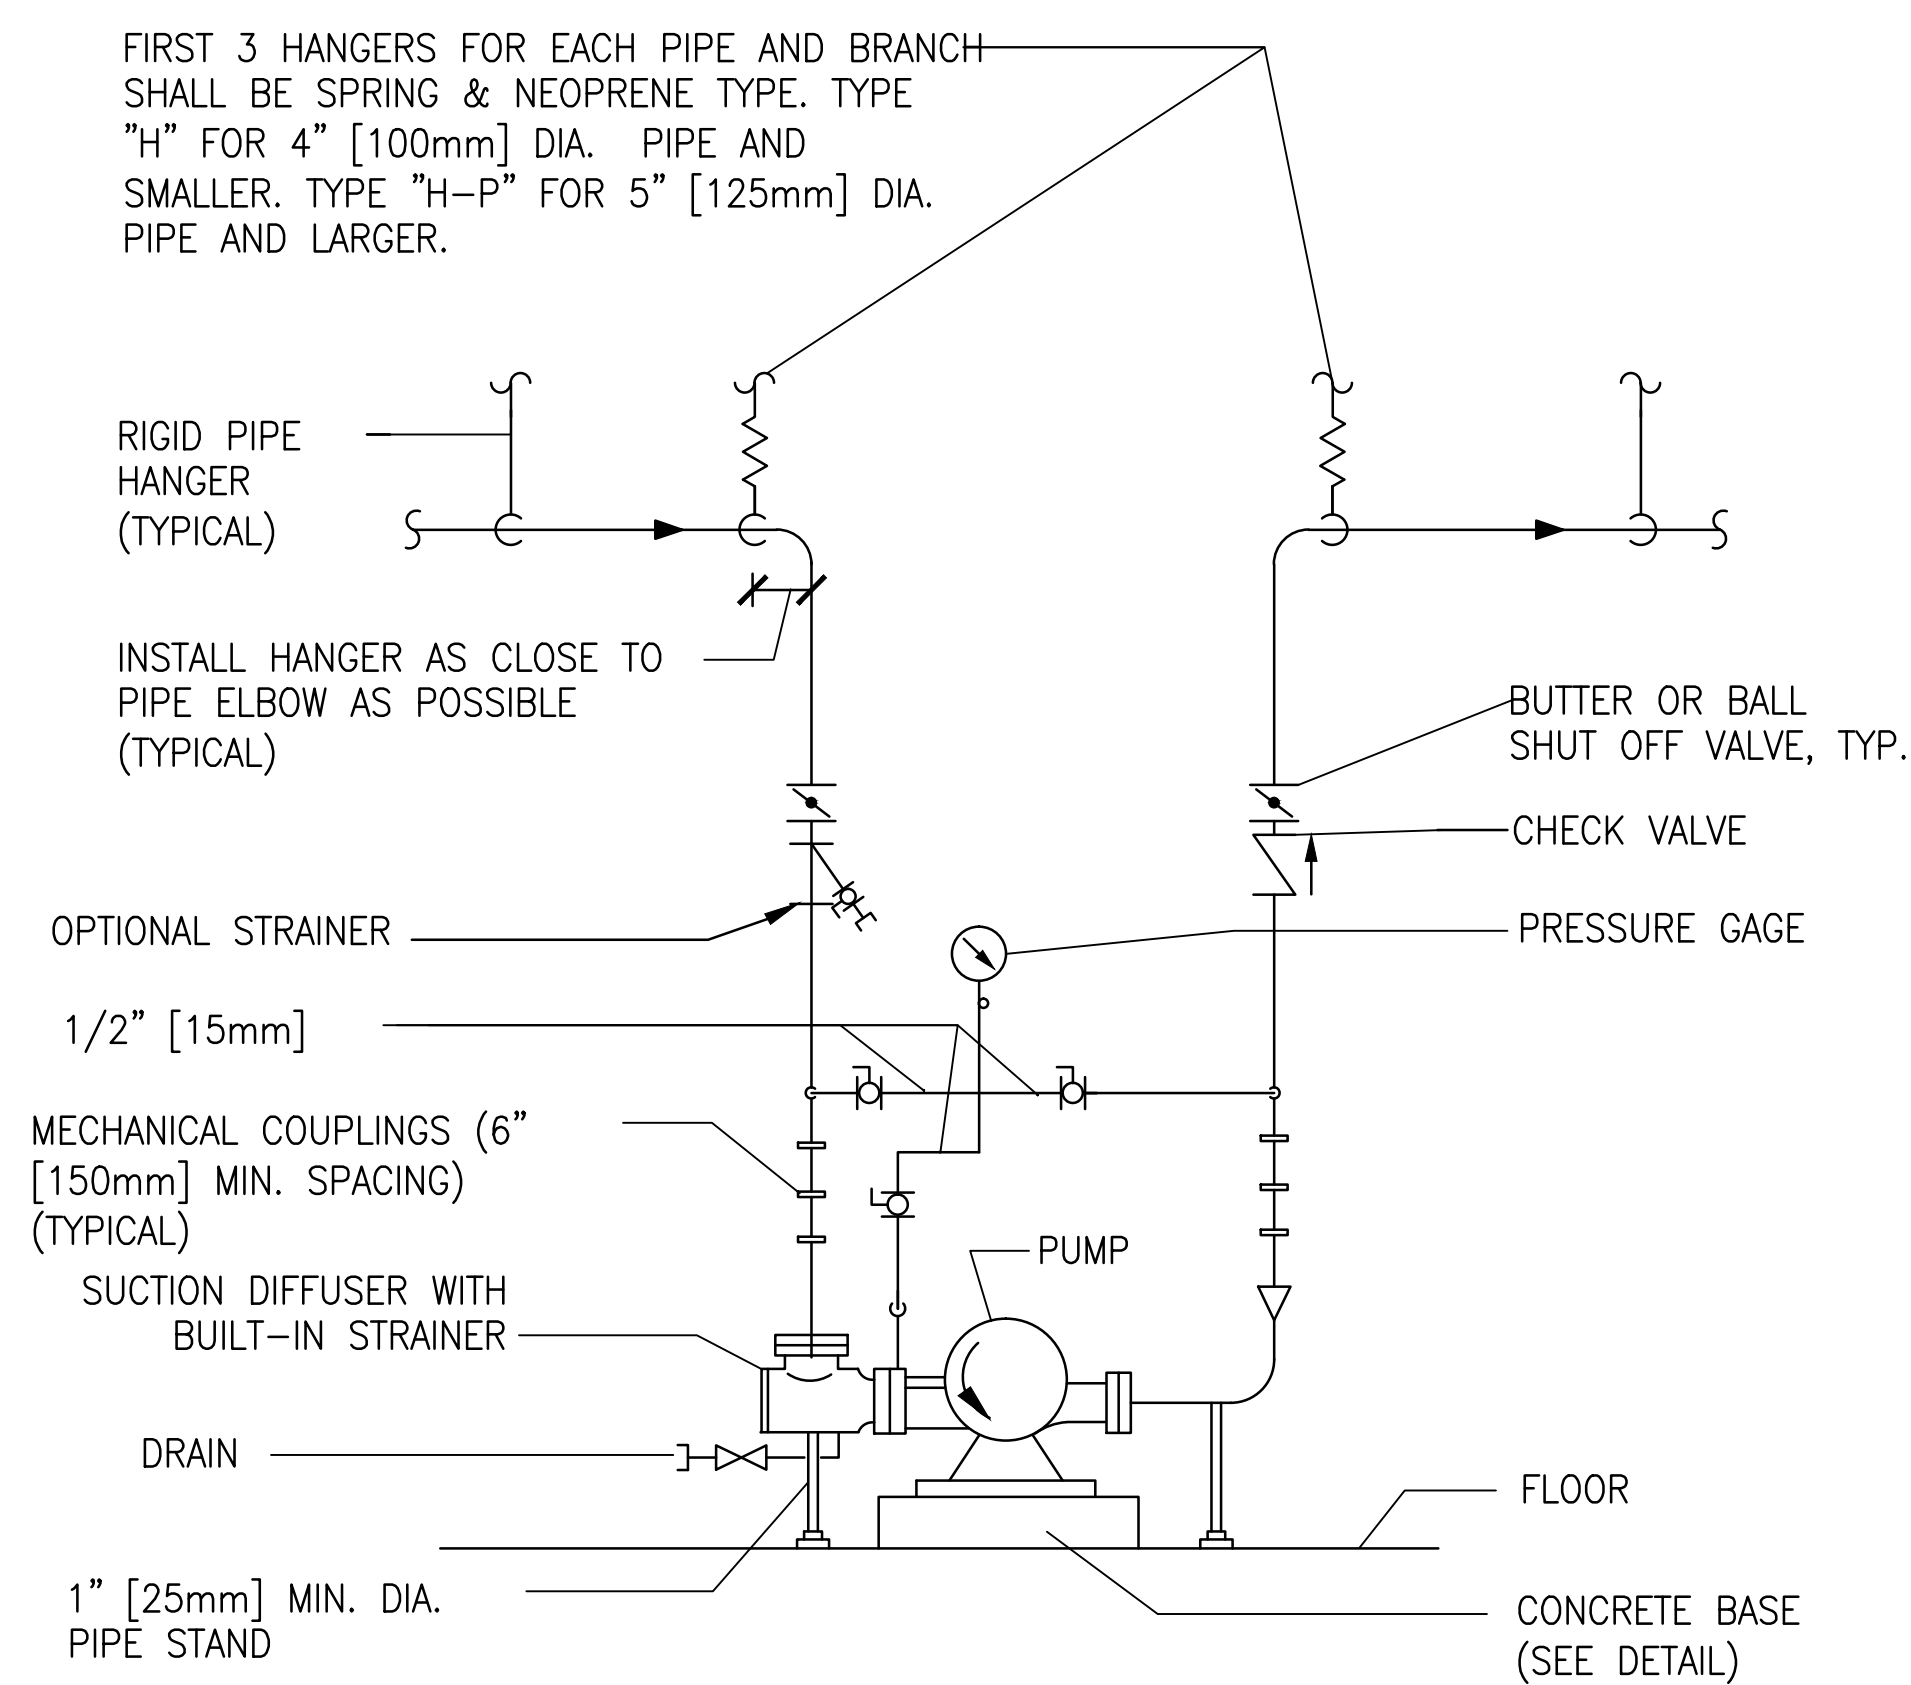 FIRST 3 HANGERS FOR EACH PIPE AND BRANCH
SHALL BE SPRING & NEOPRENE TYPE. TYPE
"H" FOR 4" [100mm] DIA. PIPE AND
SMALLER. TYPE "H-P" FOR 5" [125mm] DIA.
PIPE AND LARGER.
RIGID PIPE
HANGER
(TYPICAL)
INSTALL HANGER AS CLOSE TO
PIPE ELBOW AS POSSIBLE
(TYPICAL)
BUTTER OR BALL
SHUT OFF VALVE, TYP.
CHECK VALVE
OPTIONAL STRAINER
PRESSURE GAGE
1/2" [15mm]
MECHANICAL COUPLINGS (6"
[150mm] MIN. SPACING)
(TYPICAL)
PUMP
SUCTION DIFFUSER WITH
BUILT-IN STRAINER
DRAIN
FLOOR
1" [25mm] MIN. DIA.
PIPE STAND
CONCRETE BASE
(SEE DETAIL)